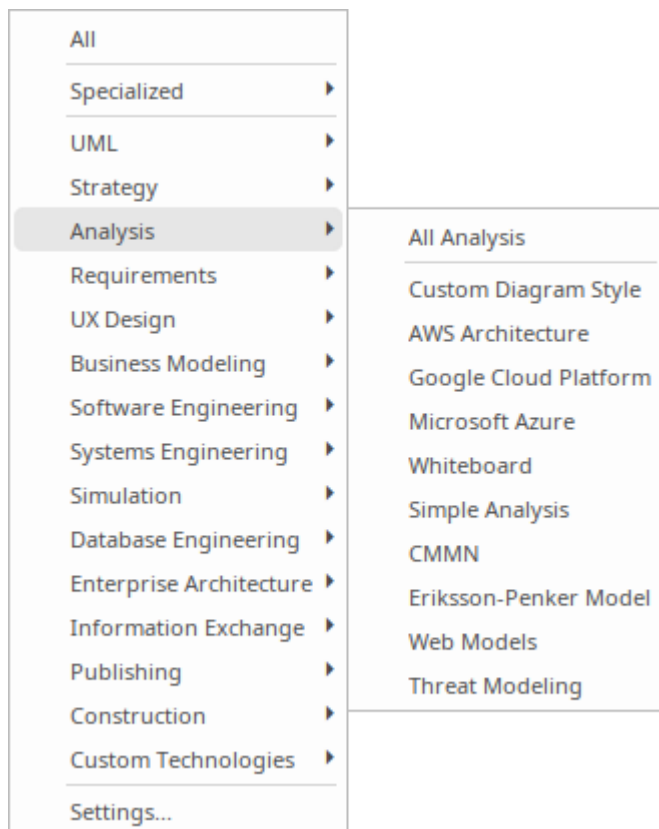 All
Specialized
UML
Strategy
Analysis
Requirements
UX Design
Business Modeling
Software Engineering
Systems Engineering
Simulation
Database Engineering
Enterprise Architecture
Information Exchange
Publishing
Construction
Custom Technologies
Settings...
All Analysis
Custom Diagram Style
AWS Architecture
Google Cloud Platform
Microsoft Azure
Whiteboard
Simple Analysis
CMMN
Eriksson-Penker Model
Web Models
Threat Modeling